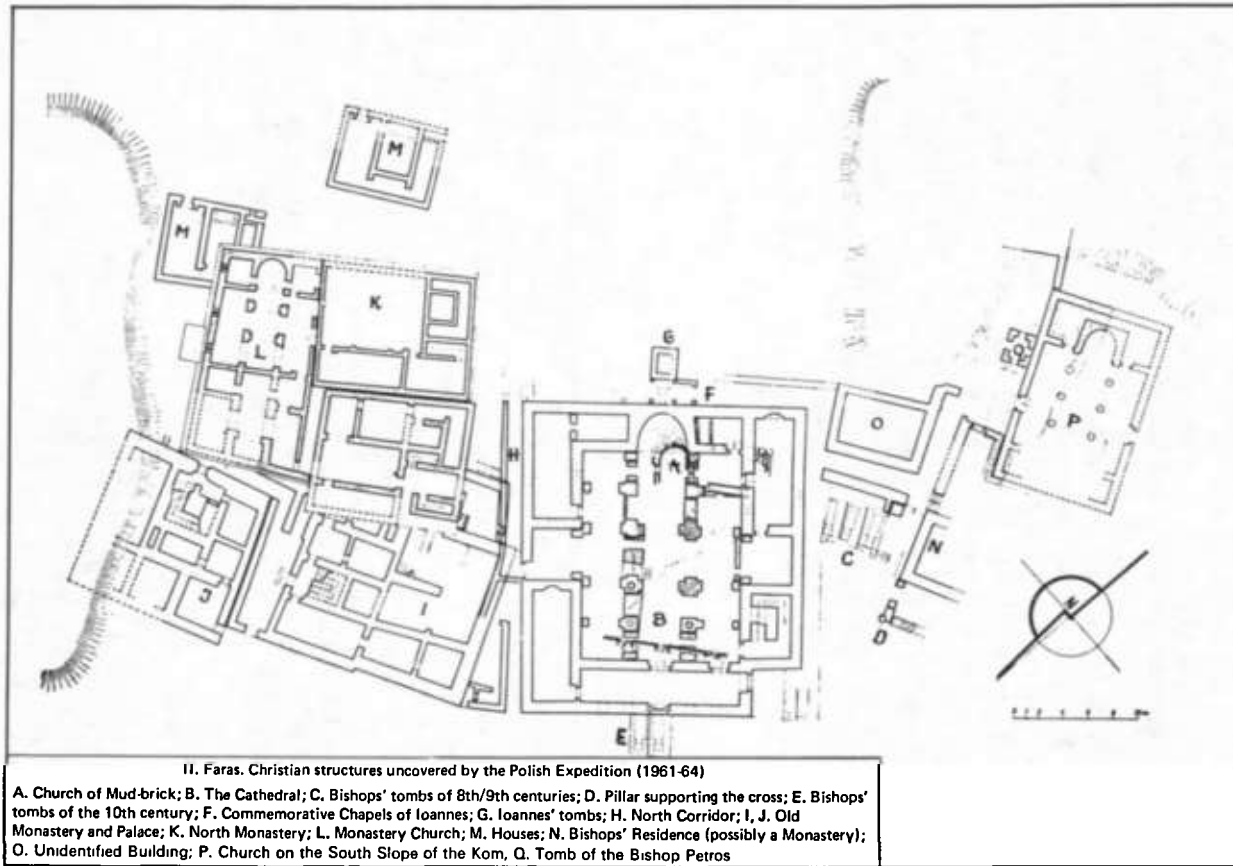 M
M
K
D
D
L
G
F
H
A
O
Q
P
C
N
J
I
B
D
E
II. Faras. Christian structures uncovered by the Polish Expedition (1961-64)
A. Church of Mud-brick; B. The Cathedral; C. Bishops' tombs of 8th/9th centuries; D. Pillar supporting the cross; E. Bishops'
tombs of the 10th century; F. Commemorative Chapels of Ioannes; G. Ioannes' tombs; H. North Corridor; I, J. Old
Monastery and Palace; K. North Monastery; L. Monastery Church; M. Houses; N. Bishops' Residence (possibly a Monastery);
O. Unidentified Building; P. Church on the South Slope of the Kom, Q. Tomb of the Bishop Petros